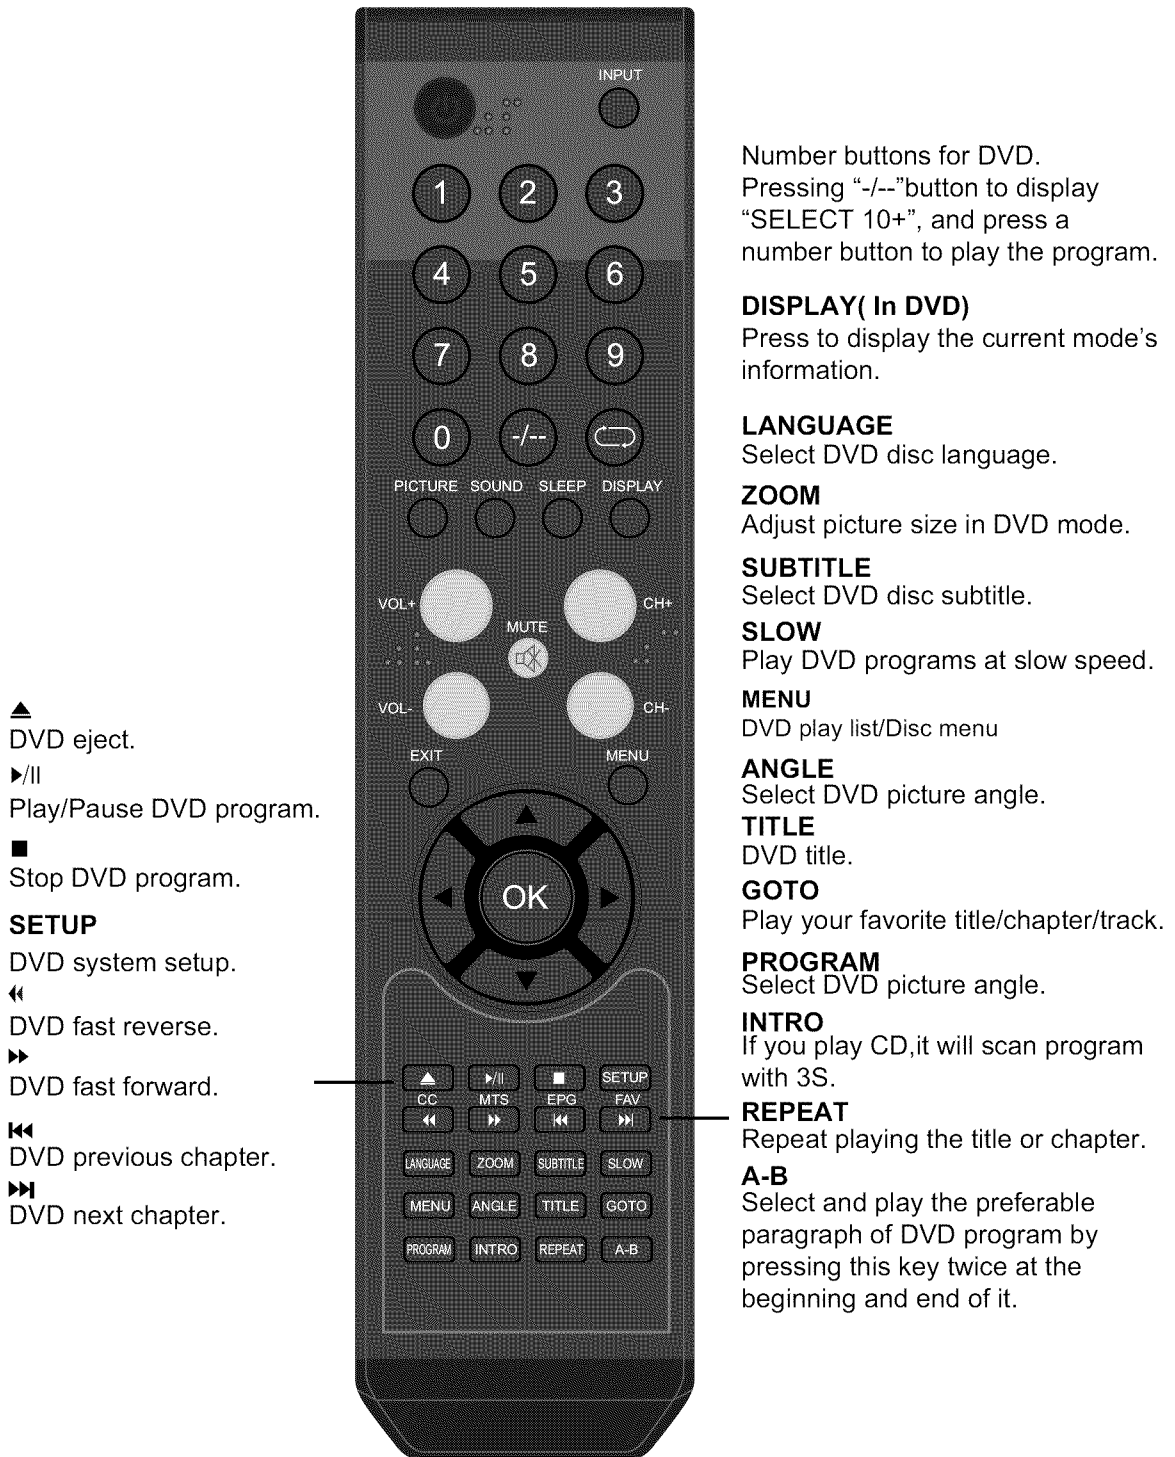 INPUT
1 2 3
4 5 6
7 8 9
0 -/--
PICTURE SOUND SLEEP DISPLAY
VOL+ CH+
MUTE
VOL- CH-
EXIT MENU
OK
SETUP
CC MTS EPG FAV
LANGUAGE ZOOM SUBTITLE SLOW
MENU ANGLE TITLE GOTO
PROGRAM INTRO REPEAT A-B
⏏
DVD eject.
▶/II
Play/Pause DVD program.
■
Stop DVD program.
SETUP
DVD system setup.
◀◀
DVD fast reverse.
▶▶
DVD fast forward.
|◀◀
DVD previous chapter.
▶▶|
DVD next chapter.
Number buttons for DVD.
Pressing “-/--”button to display
“SELECT 10+”, and press a
number button to play the program.
DISPLAY( In DVD)
Press to display the current mode’s
information.
LANGUAGE
Select DVD disc language.
ZOOM
Adjust picture size in DVD mode.
SUBTITLE
Select DVD disc subtitle.
SLOW
Play DVD programs at slow speed.
MENU
DVD play list/Disc menu
ANGLE
Select DVD picture angle.
TITLE
DVD title.
GOTO
Play your favorite title/chapter/track.
PROGRAM
Select DVD picture angle.
INTRO
If you play CD,it will scan program
with 3S.
REPEAT
Repeat playing the title or chapter.
A-B
Select and play the preferable
paragraph of DVD program by
pressing this key twice at the
beginning and end of it.